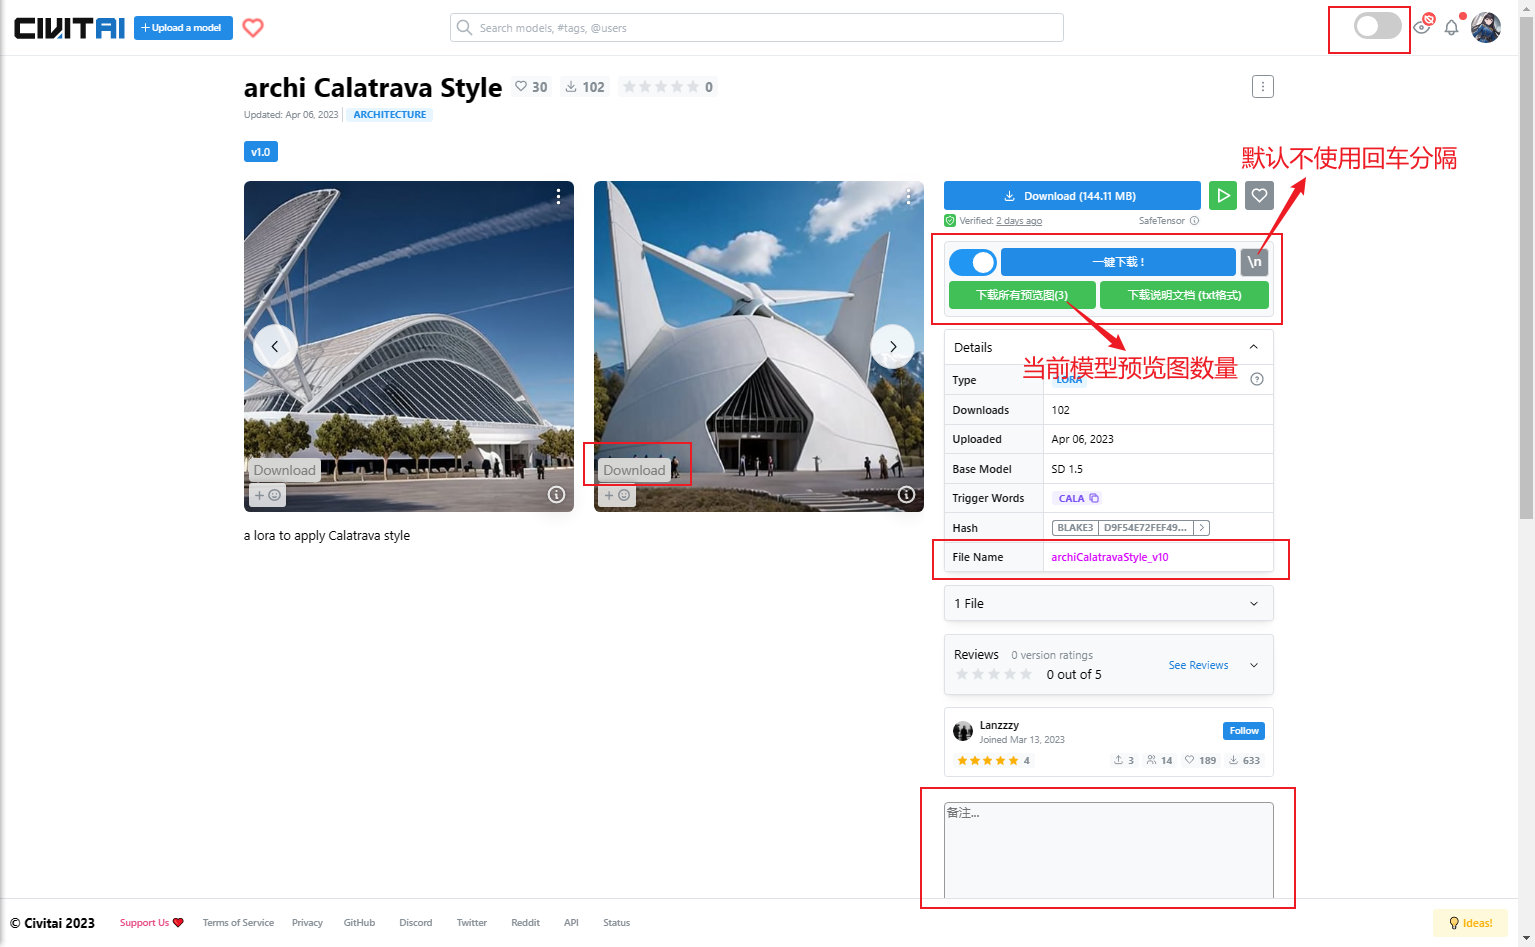 CIVITAI
+ Upload a model
Search models, #tags, @users
archi Calatrava Style
30
102
0
Updated: Apr 06, 2023
ARCHITECTURE
v1.0
默认不使用回车分隔
Download (144.11 MB)
Verified: 2 days ago
SafeTensor
一键下载！
\n
下载所有预览图(3)
下载说明文档 (txt格式)
Details
当前模型预览图数量
Type
LORA
Downloads
102
Uploaded
Apr 06, 2023
Base Model
SD 1.5
Trigger Words
CALA
Hash
BLAKE3
D9F54E72FEF49...
File Name
archiCalatravaStyle_v10
Download
Download
a lora to apply Calatrava style
1 File
Reviews
0 version ratings
0 out of 5
See Reviews
Lanzzzy
Joined Mar 13, 2023
Follow
4
3
14
189
633
备注...
© Civitai 2023
Support Us
Terms of Service
Privacy
GitHub
Discord
Twitter
Reddit
API
Status
Ideas!